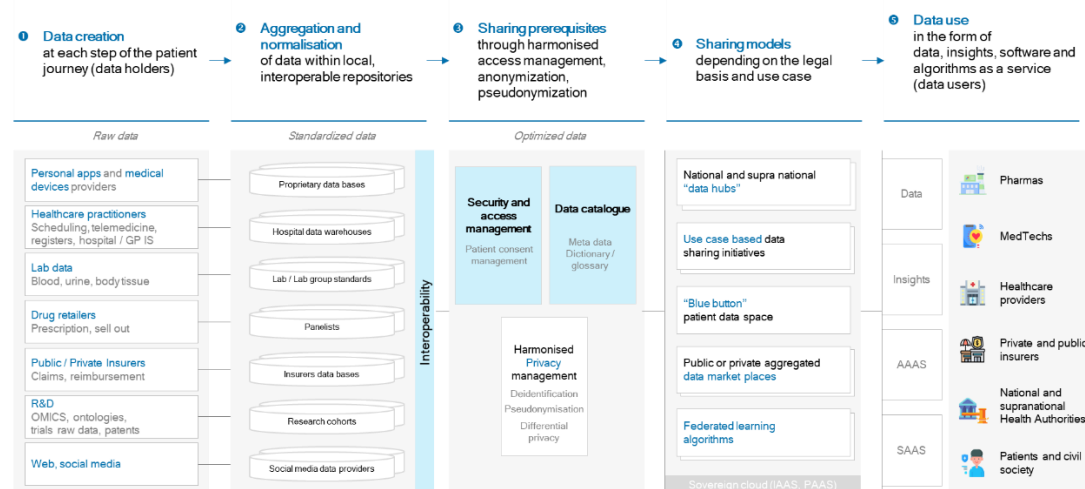 ❶ Data creation
at each step of the patient
journey (data holders)
❷ Aggregation and
normalisation
of data within local,
interoperable repositories
❸ Sharing prerequisites
through harmonised
access management,
anonymization,
pseudonymization
❹ Sharing models
depending on the legal
basis and use case
❺ Data use
in the form of
data, insights, software and
algorithms as a service
(data users)
Raw data
Standardized data
Optimized data
Personal apps and medical
devices providers
Healthcare practitioners
Scheduling, telemedicine,
registers, hospital / GP IS
Lab data
Blood, urine, body tissue
Drug retailers
Prescription, sell out
Public / Private Insurers
Claims, reimbursement
R&D
OMICS, ontologies,
trials raw data, patents
Web, social media
Proprietary data bases
Hospital data warehouses
Lab / Lab group standards
Panelists
Insurers data bases
Research cohorts
Social media data providers
Interoperability
Security and
access
management
Patient consent
management
Data catalogue
Meta data
Dictionary /
glossary
Harmonised
Privacy
management
Deidentification
Pseudonymisation
Differential
privacy
National and supra national
“data hubs”
Use case based data
sharing initiatives
“Blue button”
patient data space
Public or private aggregated
data market places
Federated learning
algorithms
Sovereign cloud (IAAS, PAAS)
Data
Insights
AAAS
SAAS
Pharmas
MedTechs
Healthcare
providers
Private and public
insurers
National and
supranational
Health Authorities
Patients and civil
society